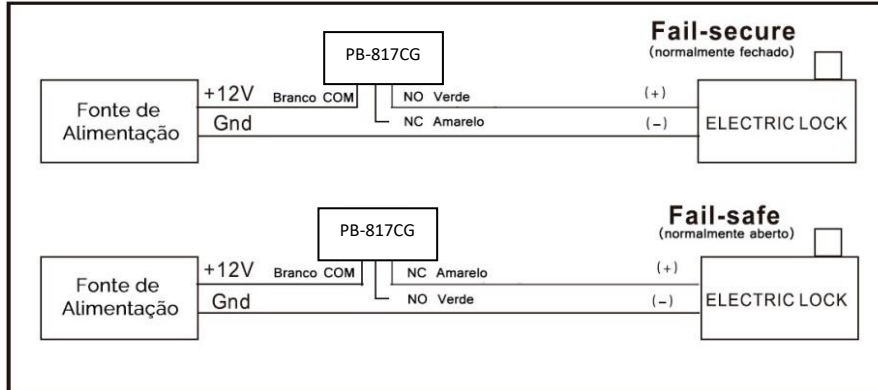 Fail-secure
(normalmente fechado)
PB-817CG
Fonte de
Alimentação
+12V
Branco COM
NO Verde
(+)
Gnd
NC Amarelo
(-)
ELECTRIC LOCK
Fail-safe
(normalmente aberto)
PB-817CG
Fonte de
Alimentação
+12V
Branco COM
NC Amarelo
(+)
Gnd
NO Verde
(-)
ELECTRIC LOCK